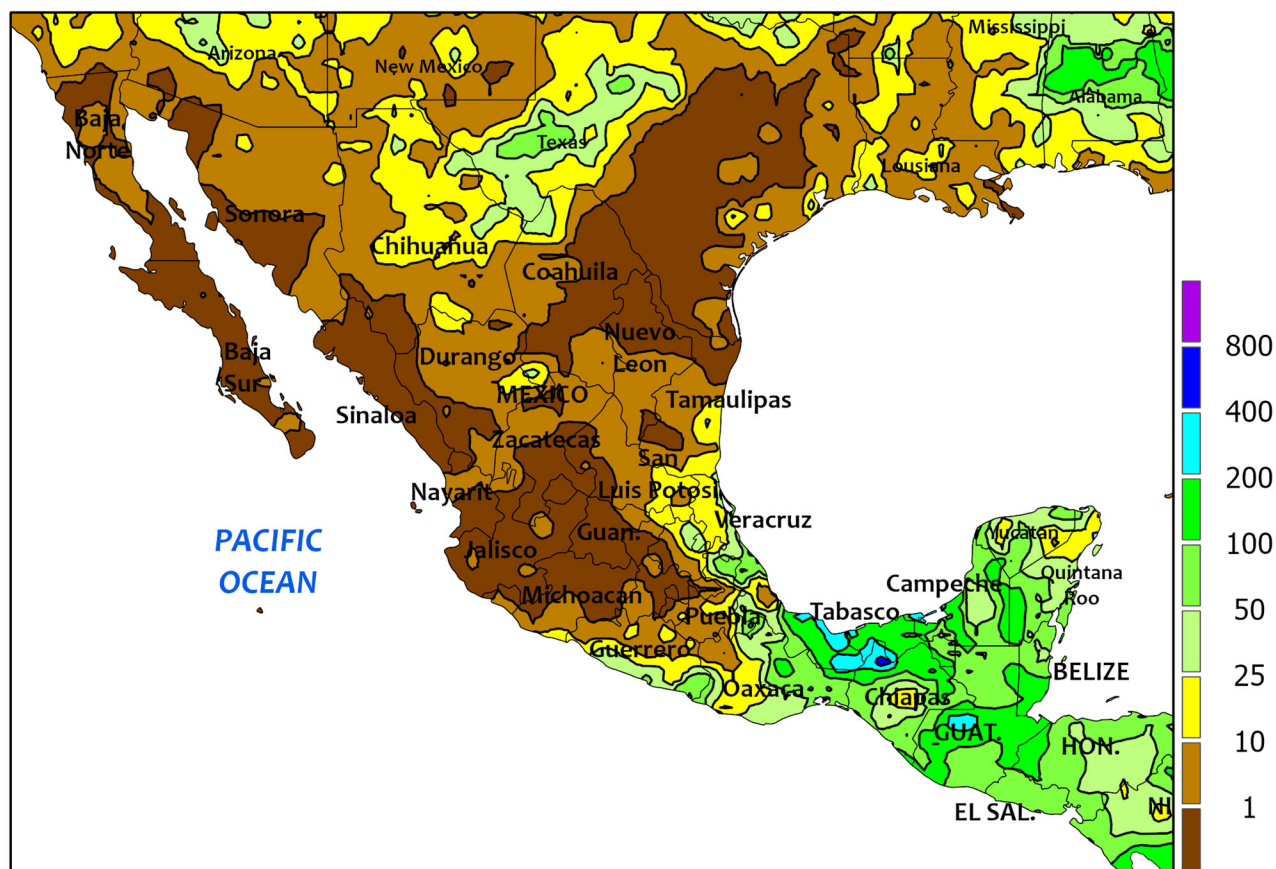 Mississippi
Arizona
New Mexico
Alabama
Baja
Norte
Texas
Lousiana
Sonora
Chihuahua
Coahuila
Nuevo
Leon
Durango
Baja
Sur
MEXICO
Tamaulipas
Sinaloa
Zacatecas
San
Luis Potosi
Nayarit
Veracruz
Guan.
Jalisco
PACIFIC
OCEAN
Yucatan
Quintana
Roo
Campeche
Michoacan
Tabasco
Puebla
Guerrero
BELIZE
Oaxaca
Chiapas
GUAT.
HON.
EL SAL.
NI
800
400
200
100
50
25
10
1